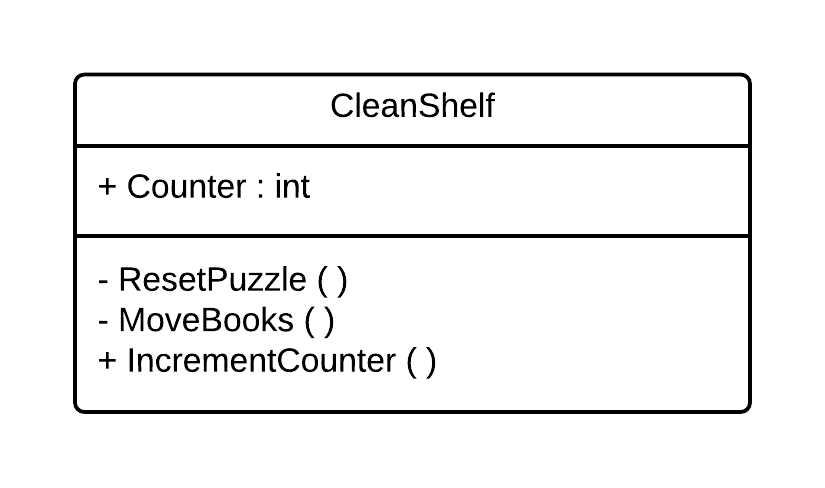 CleanShelf
+ Counter : int
- ResetPuzzle ( )
- MoveBooks ( )
+ IncrementCounter ( )